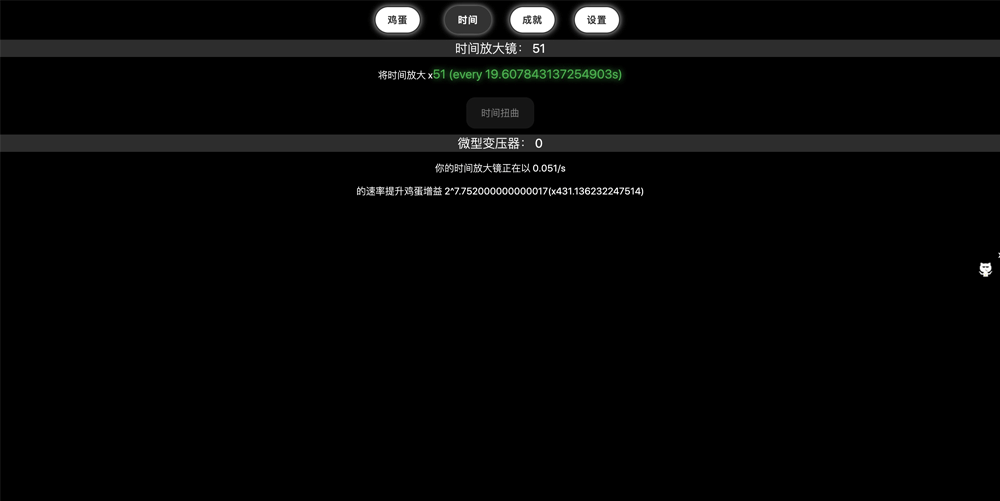 鸡蛋 时间 成就 设置
时间放大镜： 51
将时间放大 x51 (every 19.607843137254903s)
时间扭曲
微型变压器： 0
你的时间放大镜正在以 0.051/s
的速率提升鸡蛋增益 2^7.752000000000017(x431.136232247514)